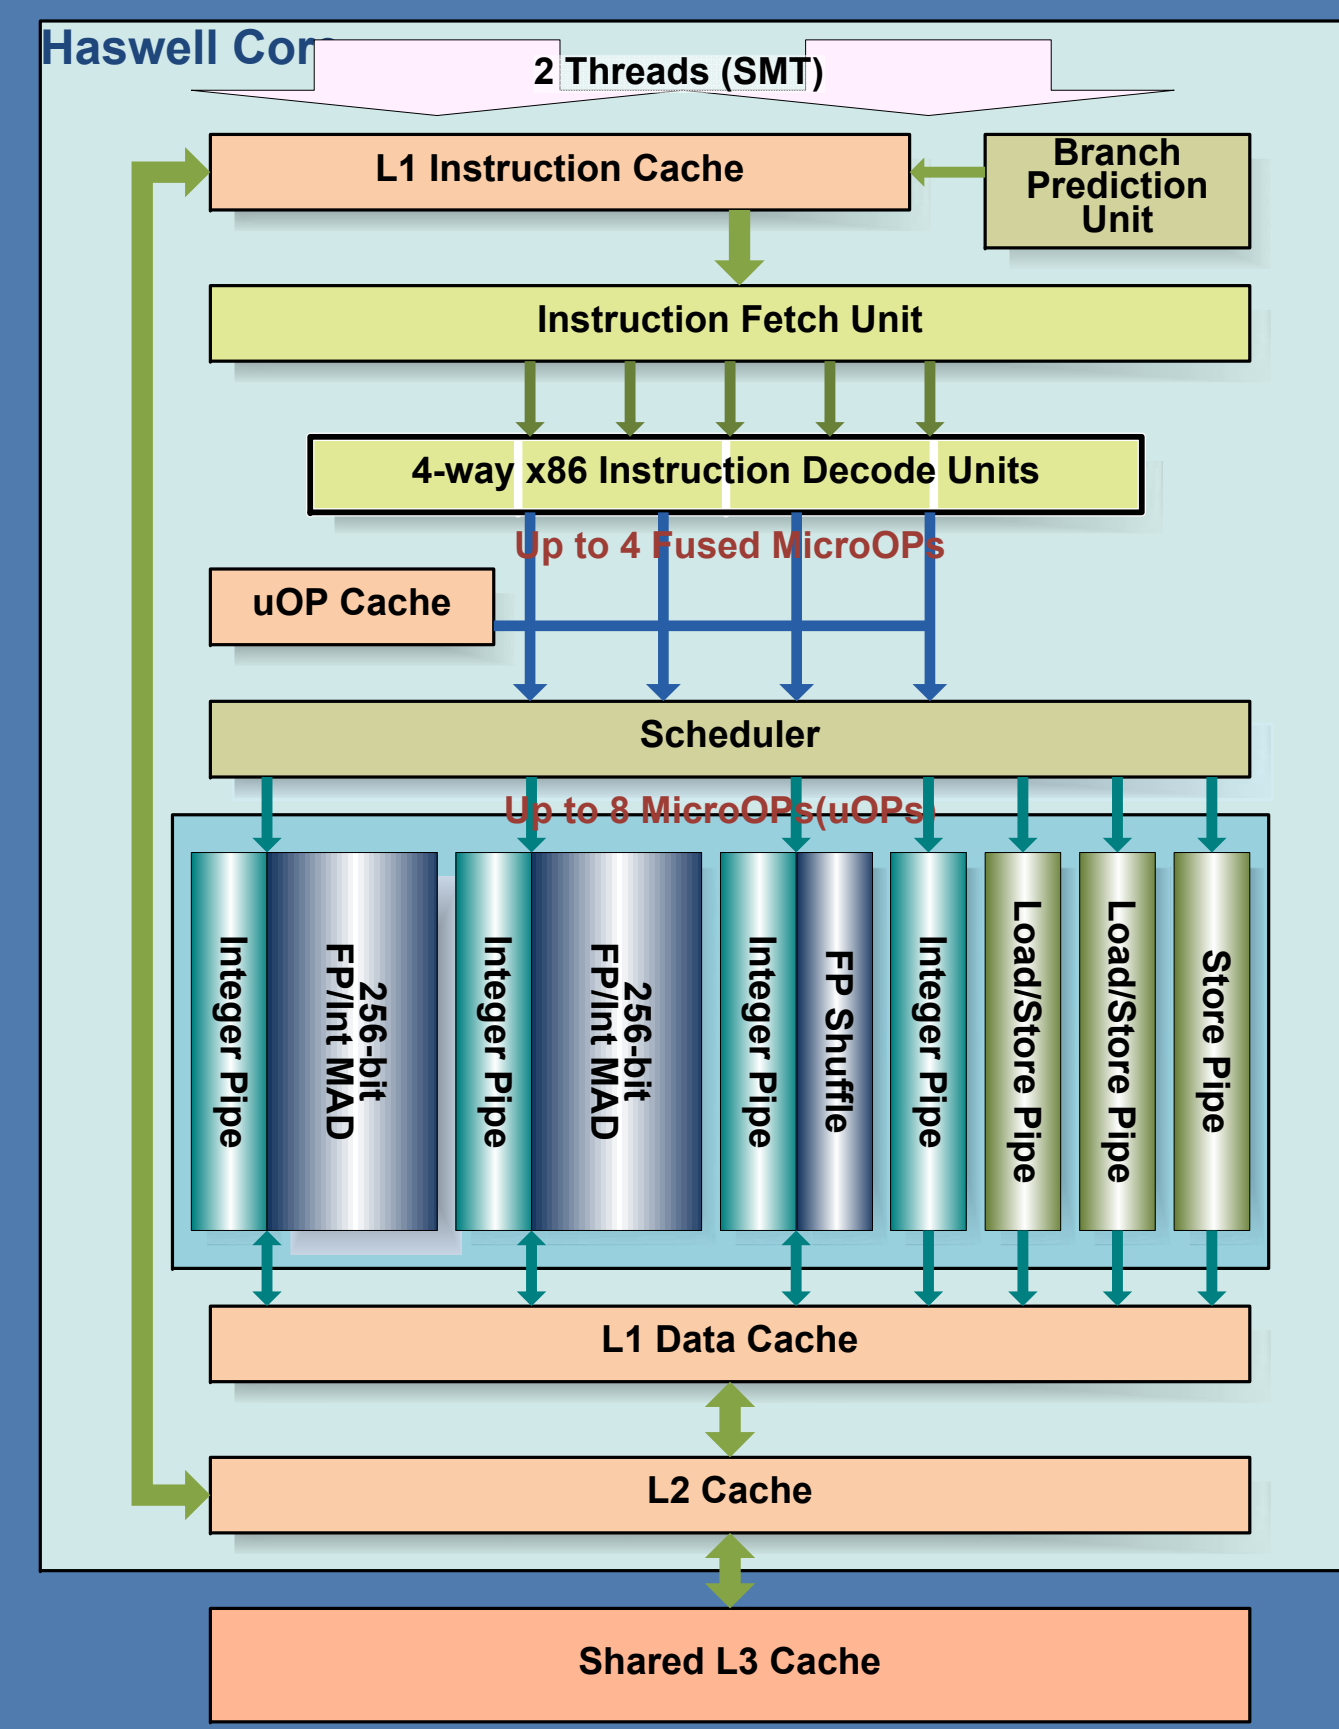 Haswell Core
2 Threads (SMT)
L1 Instruction Cache
Branch
Prediction
Unit
Instruction Fetch Unit
4-way x86 Instruction Decode Units
Up to 4 Fused MicroOPs
uOP Cache
Scheduler
Up to 8 MicroOPs(uOPs)
Integer Pipe
256-bit
FP/Int MAD
Integer Pipe
256-bit
FP/Int MAD
Integer Pipe
FP Shuffle
Integer Pipe
Load/Store Pipe
Load/Store Pipe
Store Pipe
L1 Data Cache
L2 Cache
Shared L3 Cache